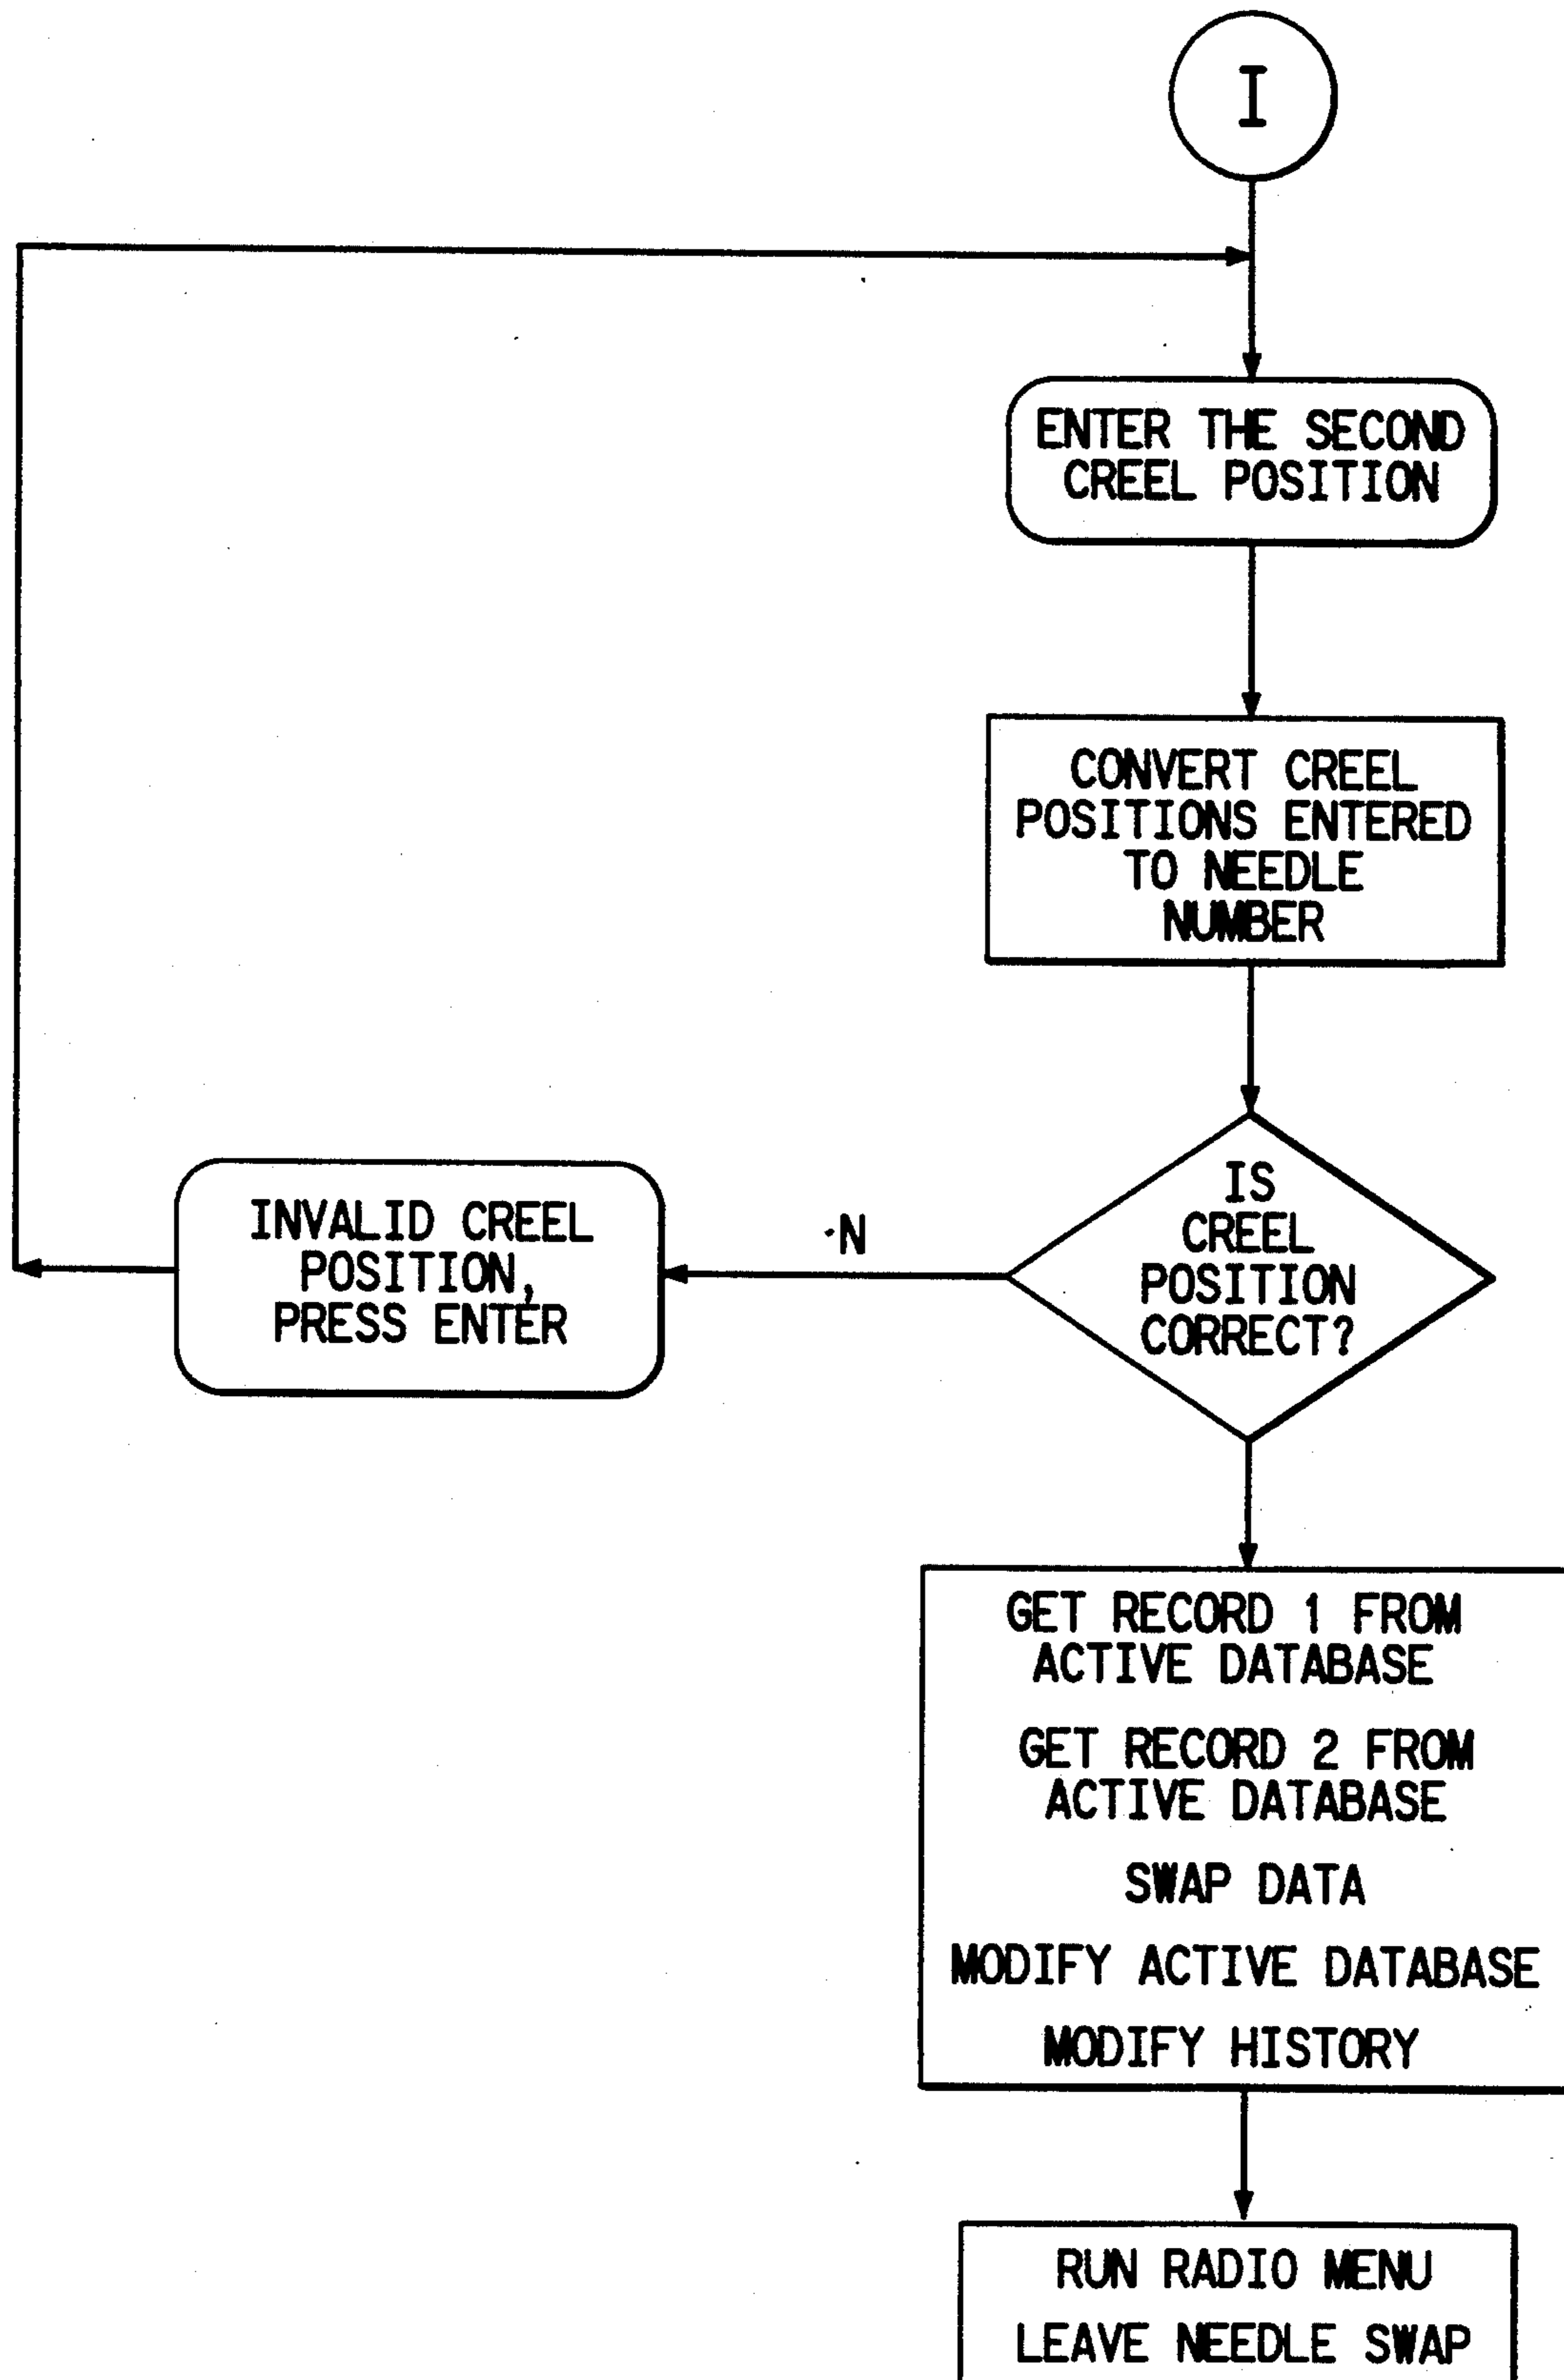 I
ENTER THE SECOND
CREEL POSITION
CONVERT CREEL
POSITIONS ENTERED
TO NEEDLE
NUMBER
IS
CREEL
POSITION
CORRECT?
N
INVALID CREEL
POSITION,
PRESS ENTER
GET RECORD 1 FROM
ACTIVE DATABASE
GET RECORD 2 FROM
ACTIVE DATABASE
SWAP DATA
MODIFY ACTIVE DATABASE
MODIFY HISTORY
RUN RADIO MENU
LEAVE NEEDLE SWAP